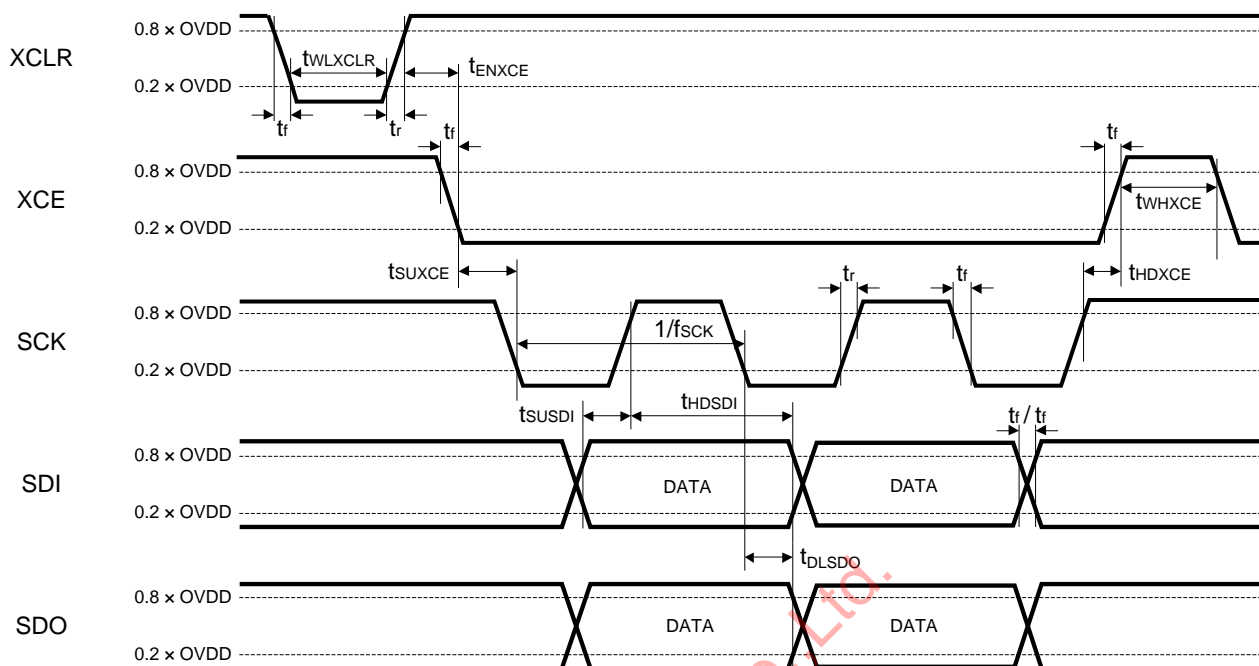 0.8 × OVDD
XCLR
tWLXCLR
tENXCE
0.2 × OVDD
tf
tr
tf
tf
0.8 × OVDD
XCE
tWHXCE
0.2 × OVDD
tSUXCE
tr
tf
tHDXCE
0.8 × OVDD
SCK
1/fSCK
0.2 × OVDD
tSUSDI
tHDSDI
tf / tf
0.8 × OVDD
SDI
DATA
DATA
0.2 × OVDD
tDLSDO
0.8 × OVDD
SDO
DATA
DATA
0.2 × OVDD
.,Ltd.